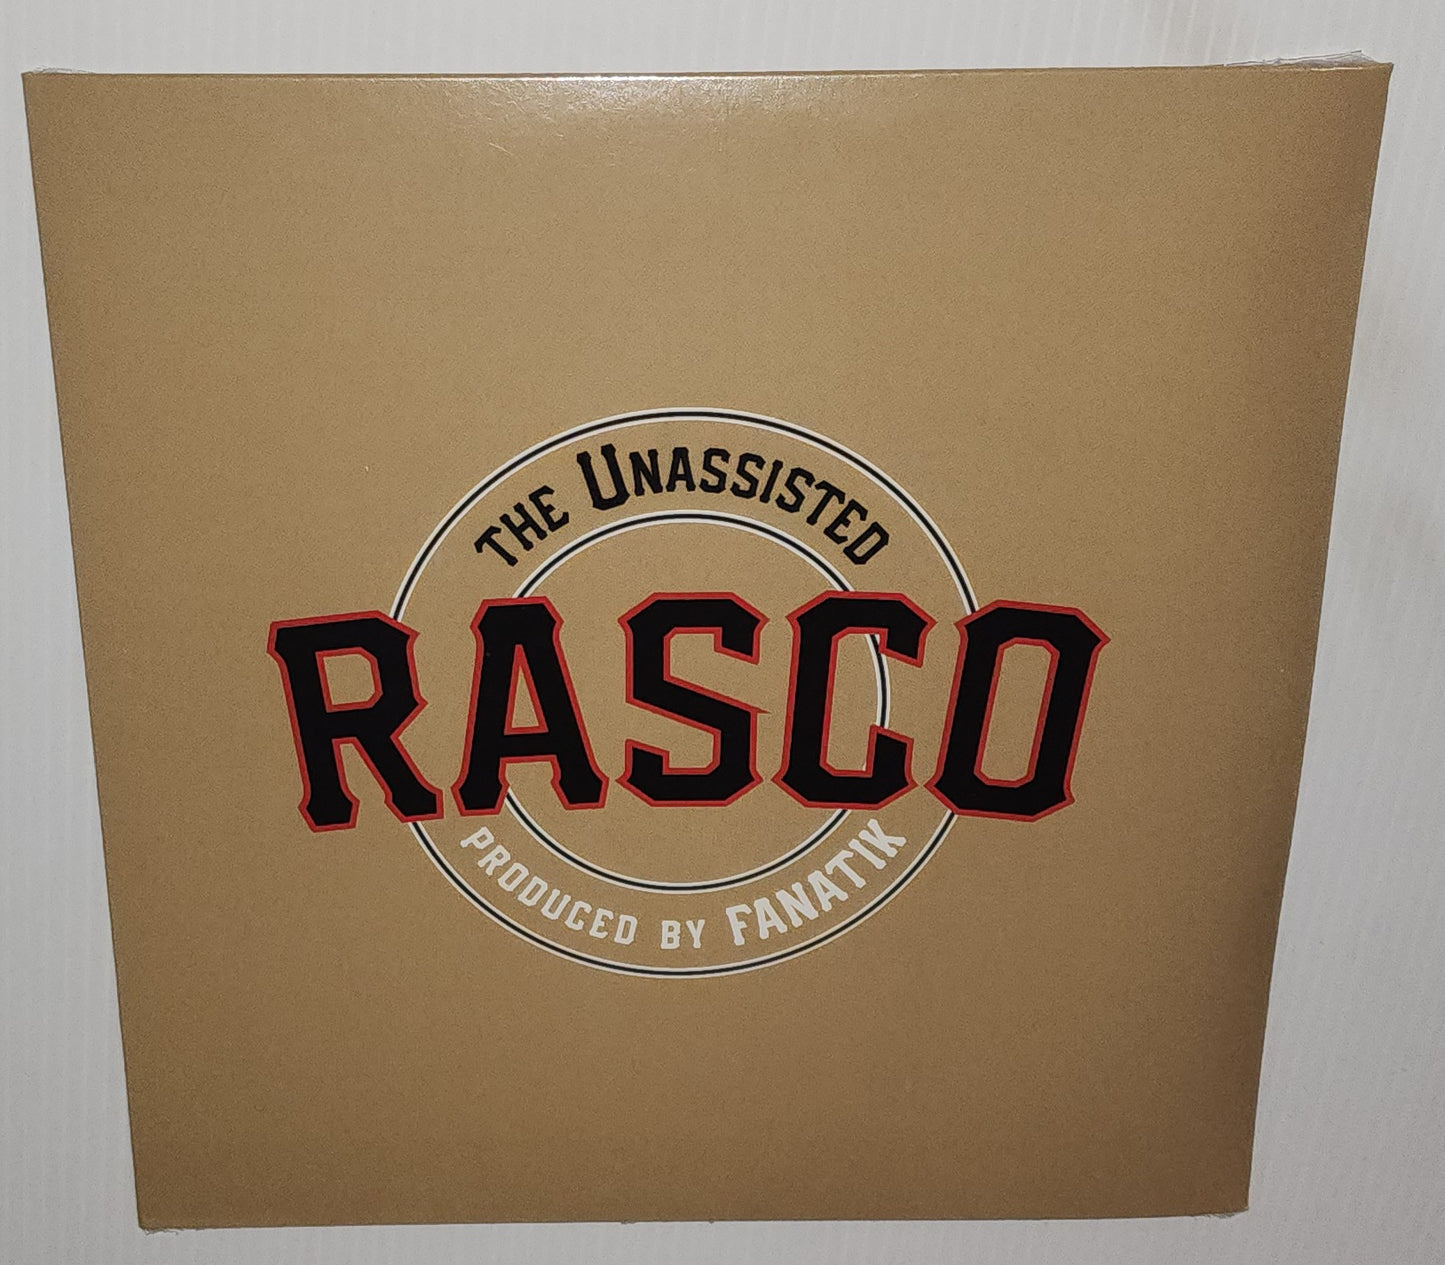 THE UNASSISTED
RASCO
PRODUCED BY FANATIK